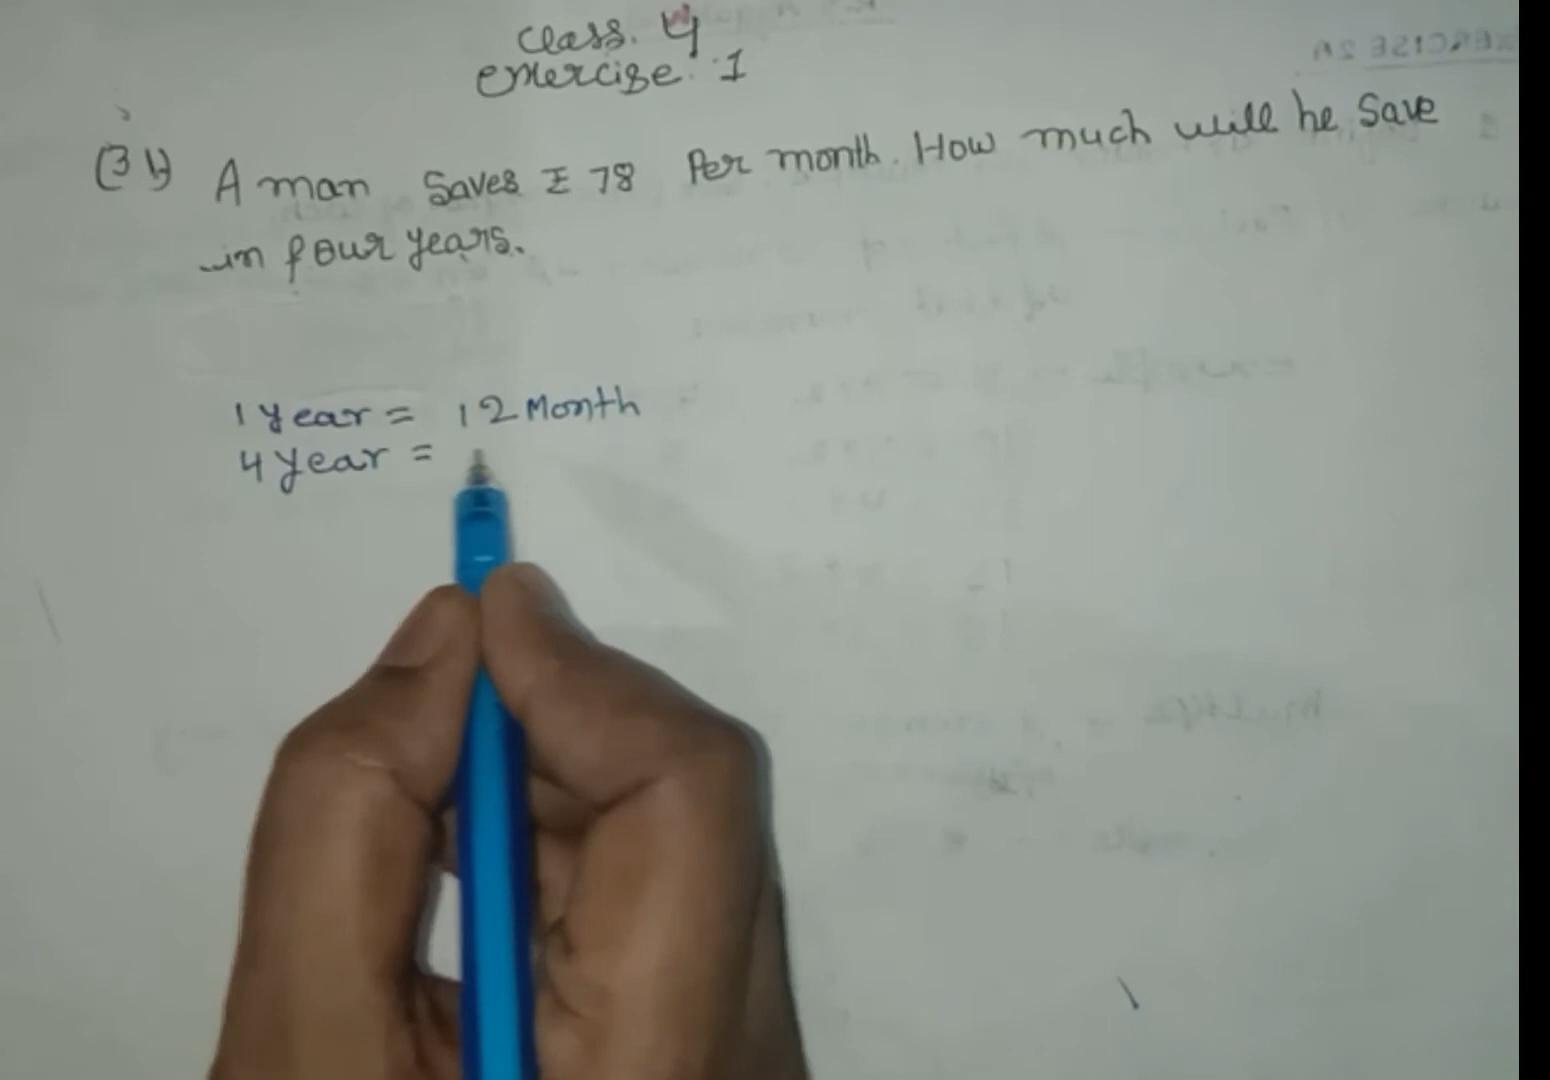 Class. 4
Exercise. 1
A man saves ₹ 78 Per month. How much will he save
in four years.
1 year = 12 Month
4 year =